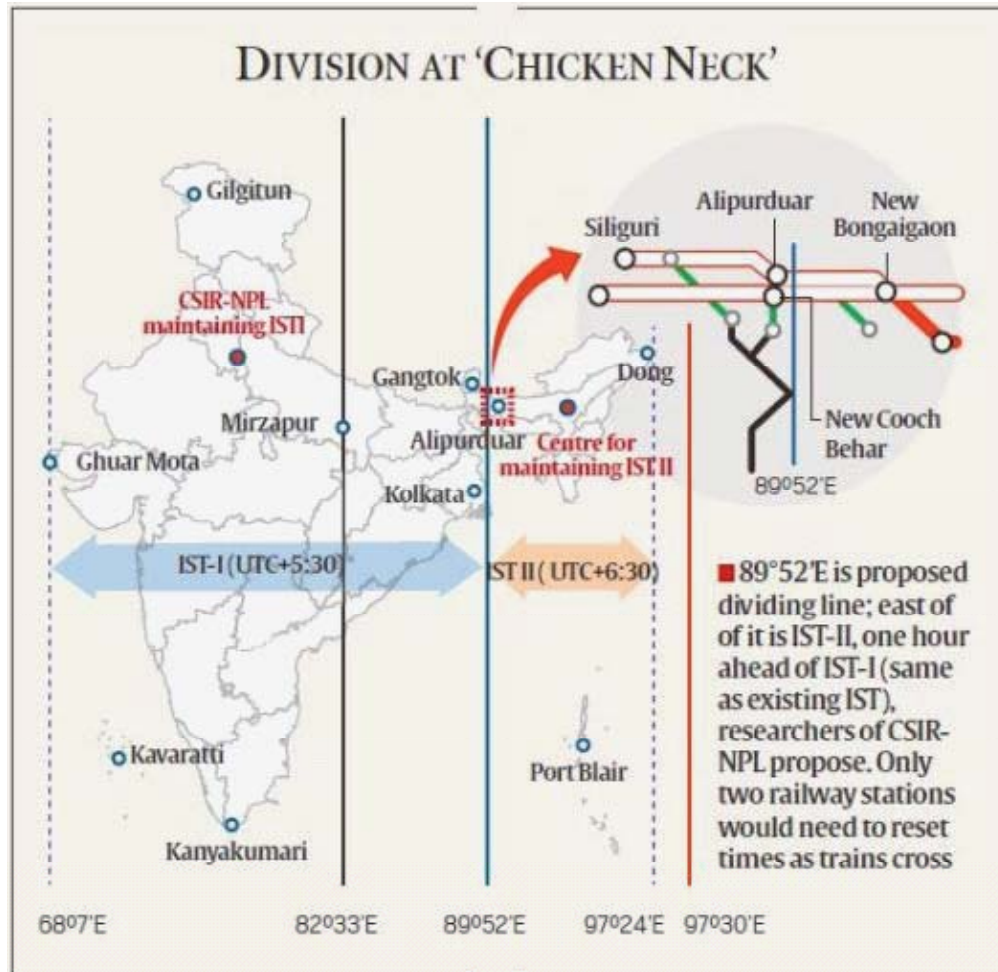 DIVISION AT ‘CHICKEN NECK’
Gilgitun
CSIR-NPL
maintaining ISTI
Mirzapur
Ghuar Mota
Gangtok
Alipurduar
Kolkata
Dong
Centre for
maintaining IST II
IST-I (UTC+5:30)
IST II ( UTC+6:30)
Kavaratti
Kanyakumari
Port Blair
Siliguri
Alipurduar
New
Bongaigaon
New Cooch
Behar
89º52'E
89°52'E is proposed
dividing line; east of
of it is IST-II, one hour
ahead of IST-I (same
as existing IST),
researchers of CSIR-
NPL propose. Only
two railway stations
would need to reset
times as trains cross
68º7'E
82º33'E
89º52'E
97º24'E
97º30'E